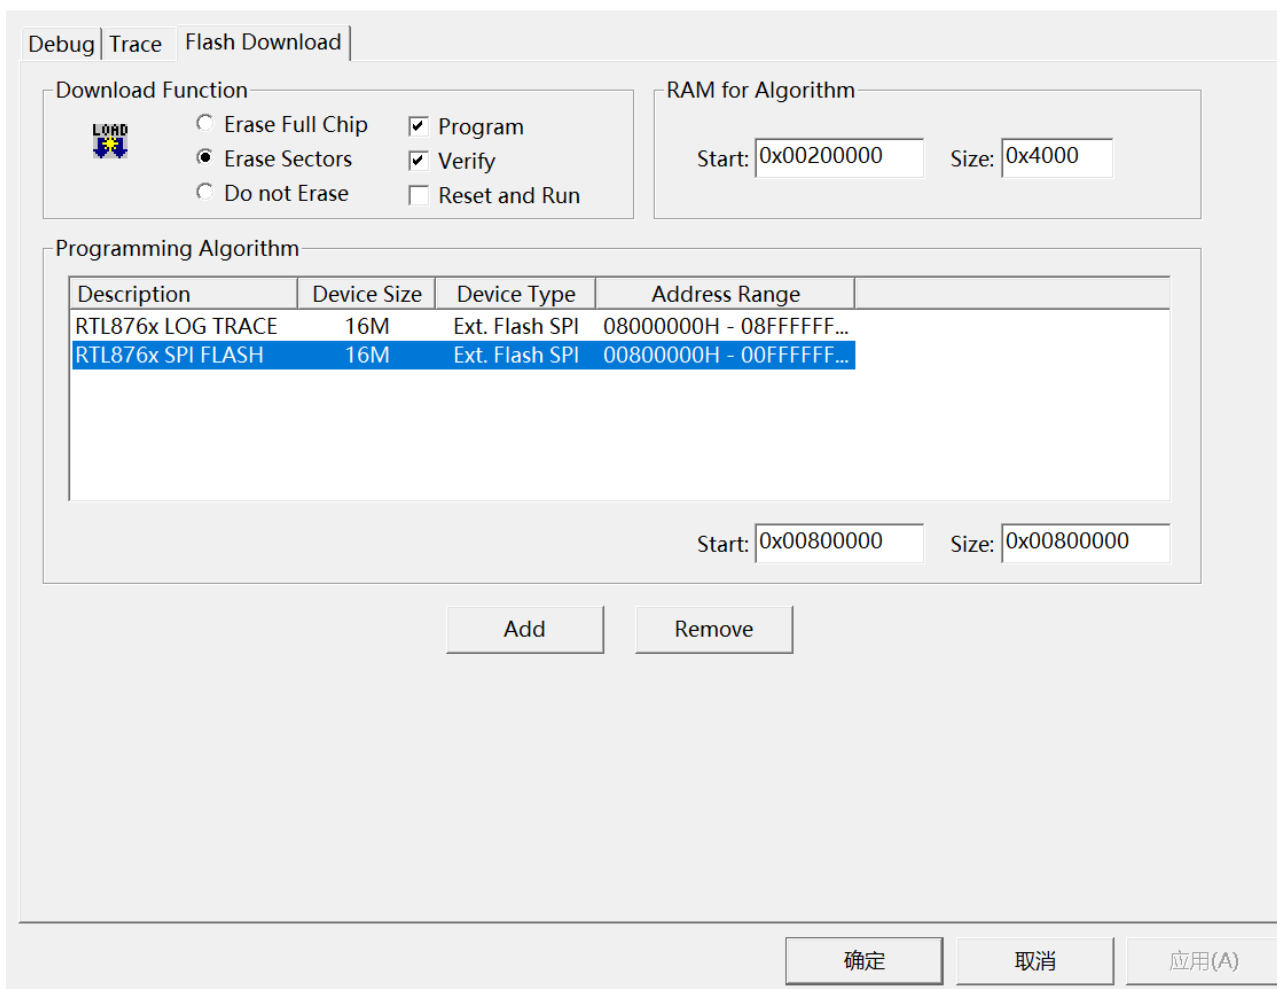 Debug Trace Flash Download
Download Function
LOAD
Erase Full Chip
Program
Erase Sectors
Verify
Do not Erase
Reset and Run
RAM for Algorithm
Start: 0x00200000 Size: 0x4000
Programming Algorithm
Description Device Size Device Type Address Range
RTL876x LOG TRACE 16M Ext. Flash SPI 08000000H - 08FFFFFF...
RTL876x SPI FLASH 16M Ext. Flash SPI 00800000H - 00FFFFFF...
Start: 0x00800000 Size: 0x00800000
Add Remove
确定 取消 应用(A)